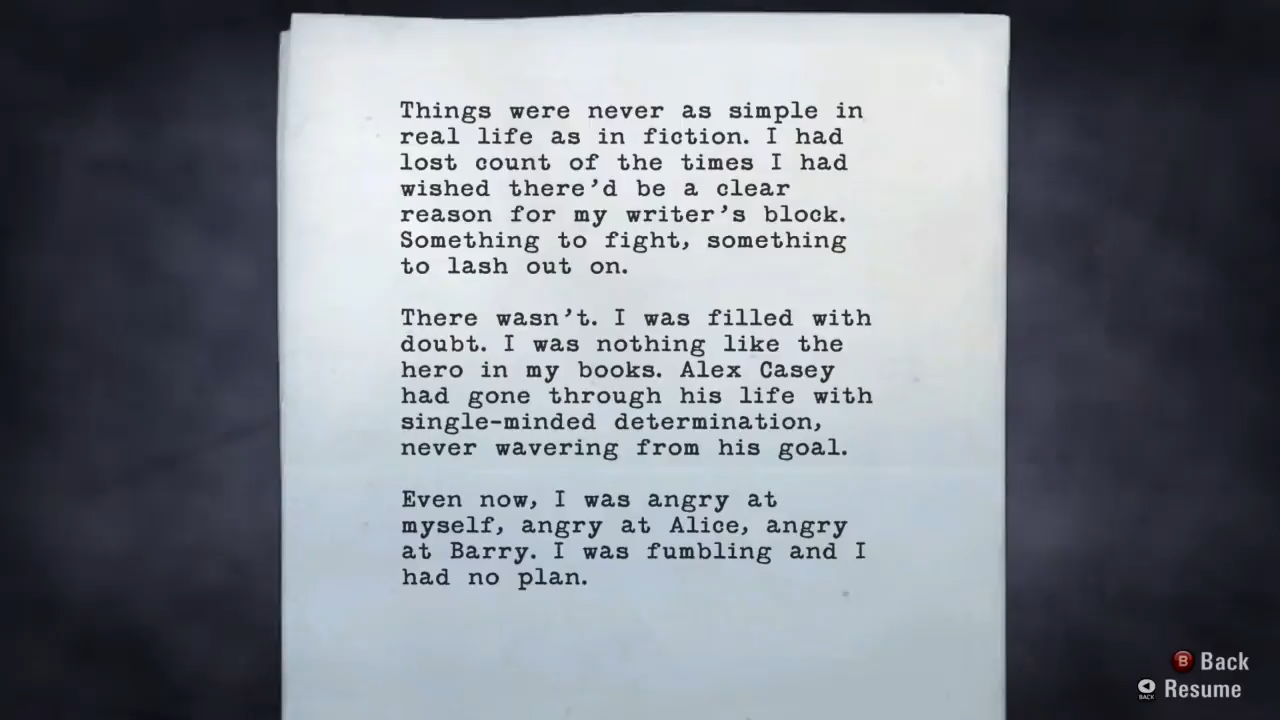 Things were never as simple in
real life as in fiction. I had
lost count of the times I had
wished there'd be a clear
reason for my writer's block.
Something to fight, something
to lash out on.
There wasn't. I was filled with
doubt. I was nothing like the
hero in my books. Alex Casey
had gone through his life with
single-minded determination,
never wavering from his goal.
Even now, I was angry at
myself, angry at Alice, angry
at Barry. I was fumbling and I
had no plan.
B Back
BACK Resume